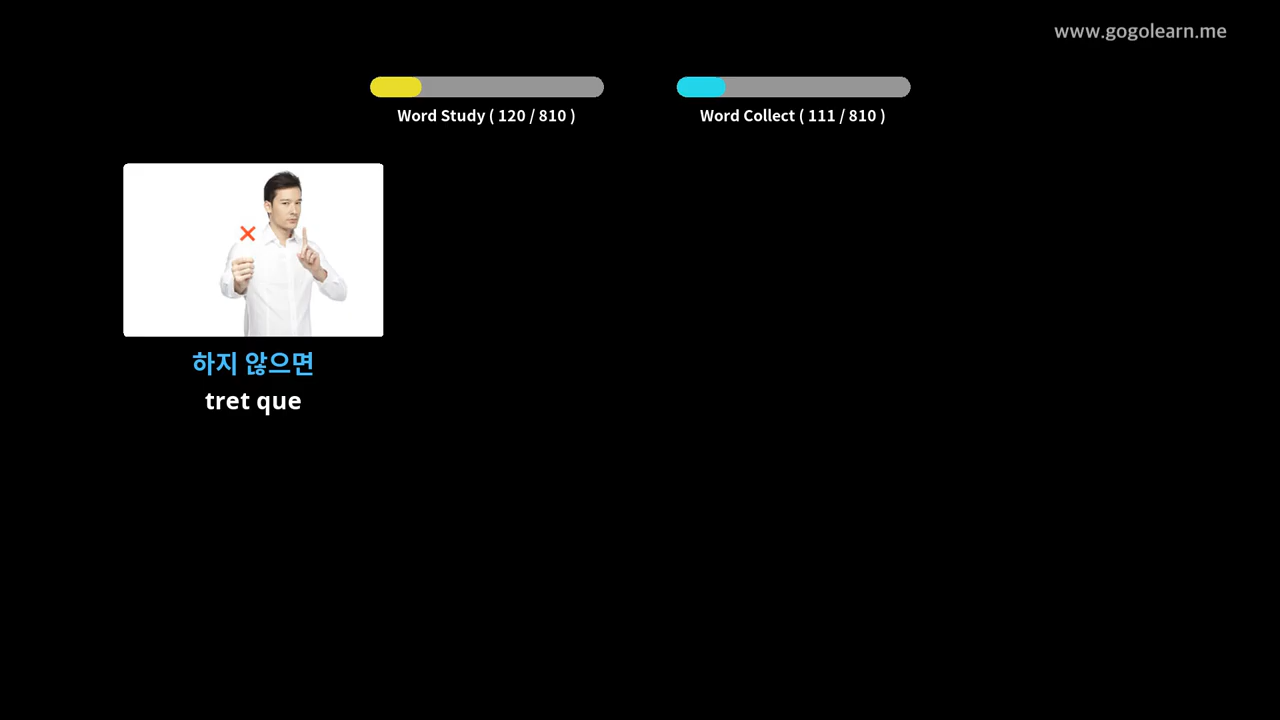 www.gogolearn.me
Word Study ( 120 / 810 )
Word Collect ( 111 / 810 )
하지 않으면
tret que